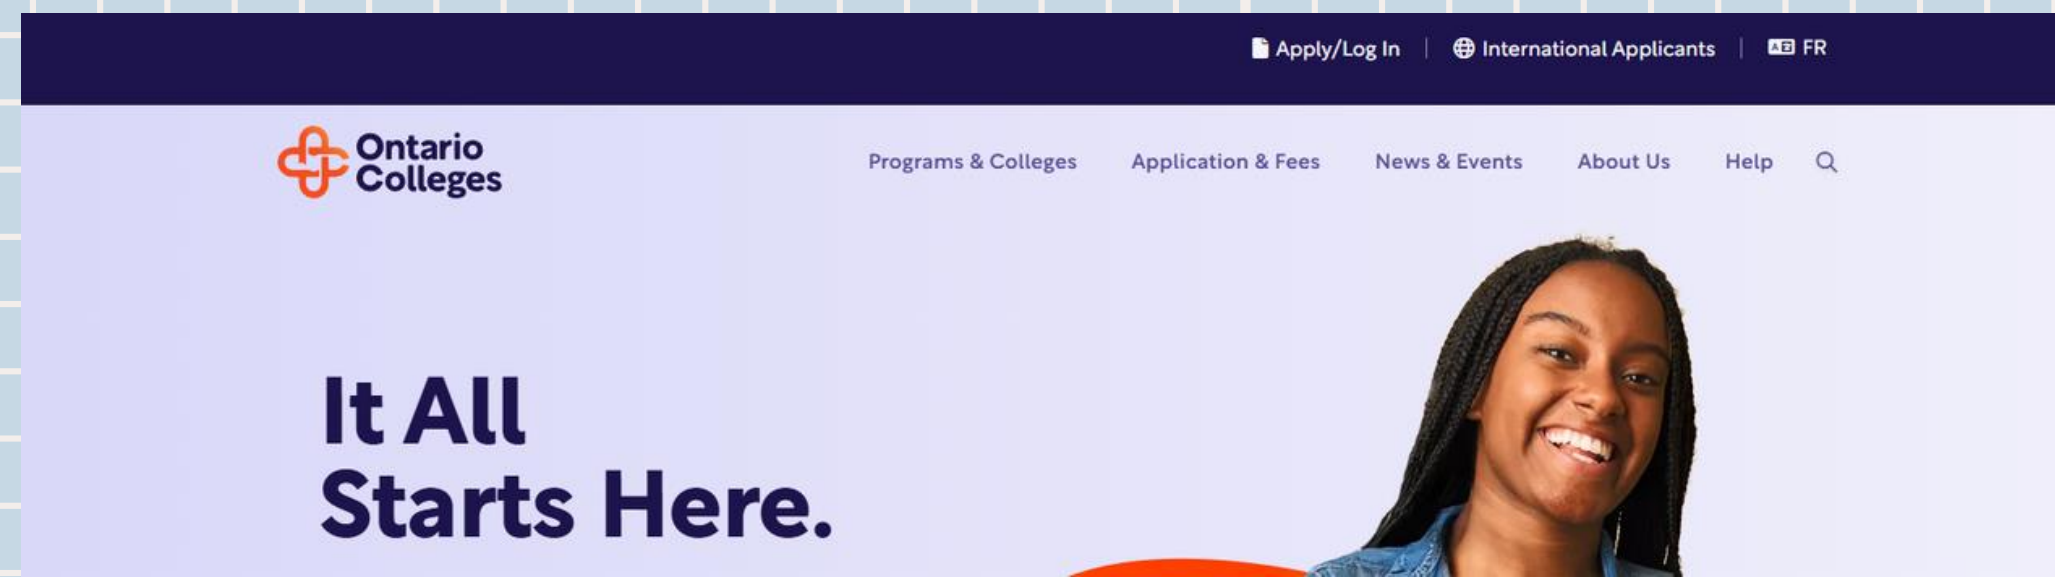 Apply/Log In
International Applicants
FR
Ontario
Colleges
Programs & Colleges
Application & Fees
News & Events
About Us
Help
It All
Starts Here.